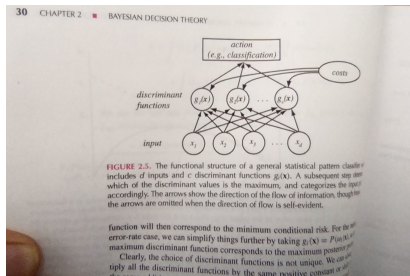 30 CHAPTER 2 ■ BAYESIAN DECISION THEORY
action
(e.g., classification)
costs
discriminant
functions
g₁(x) g₂(x) . . . g꜀(x)
input
x₁ x₂ x₃ . . . x_d
FIGURE 2.5. The functional structure of a general statistical pattern classifier
includes d inputs and c discriminant functions gᵢ(x). A subsequent step
which of the discriminant values is the maximum, and categorizes the input
accordingly. The arrows show the direction of the flow of information, though
the arrows are omitted when the direction of flow is self-evident.
function will then correspond to the minimum conditional risk. For the
error-rate case, we can simplify things further by taking gᵢ(x) = P(ωᵢ|x)
maximum discriminant function corresponds to the maximum posterior
Clearly, the choice of discriminant functions is not unique. We can
tiply all the discriminant functions by the same positive constant or